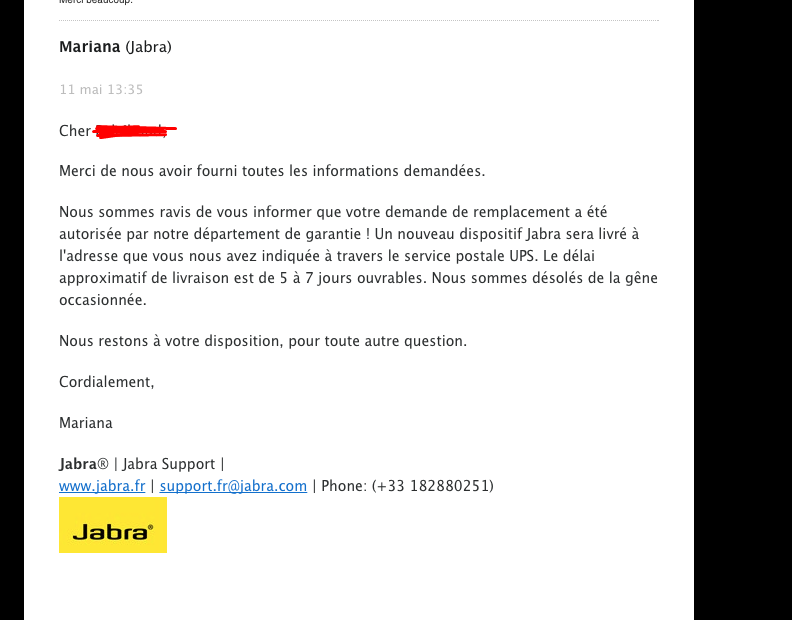 Merci beaucoup.
Mariana (Jabra)
11 mai 13:35
Cher
Merci de nous avoir fourni toutes les informations demandées.
Nous sommes ravis de vous informer que votre demande de remplacement a été
autorisée par notre département de garantie ! Un nouveau dispositif Jabra sera livré à
l'adresse que vous nous avez indiquée à travers le service postale UPS. Le délai
approximatif de livraison est de 5 à 7 jours ouvrables. Nous sommes désolés de la gêne
occasionnée.
Nous restons à votre disposition, pour toute autre question.
Cordialement,
Mariana
Jabra® | Jabra Support |
www.jabra.fr | support.fr@jabra.com | Phone: (+33 182880251)
Jabra®